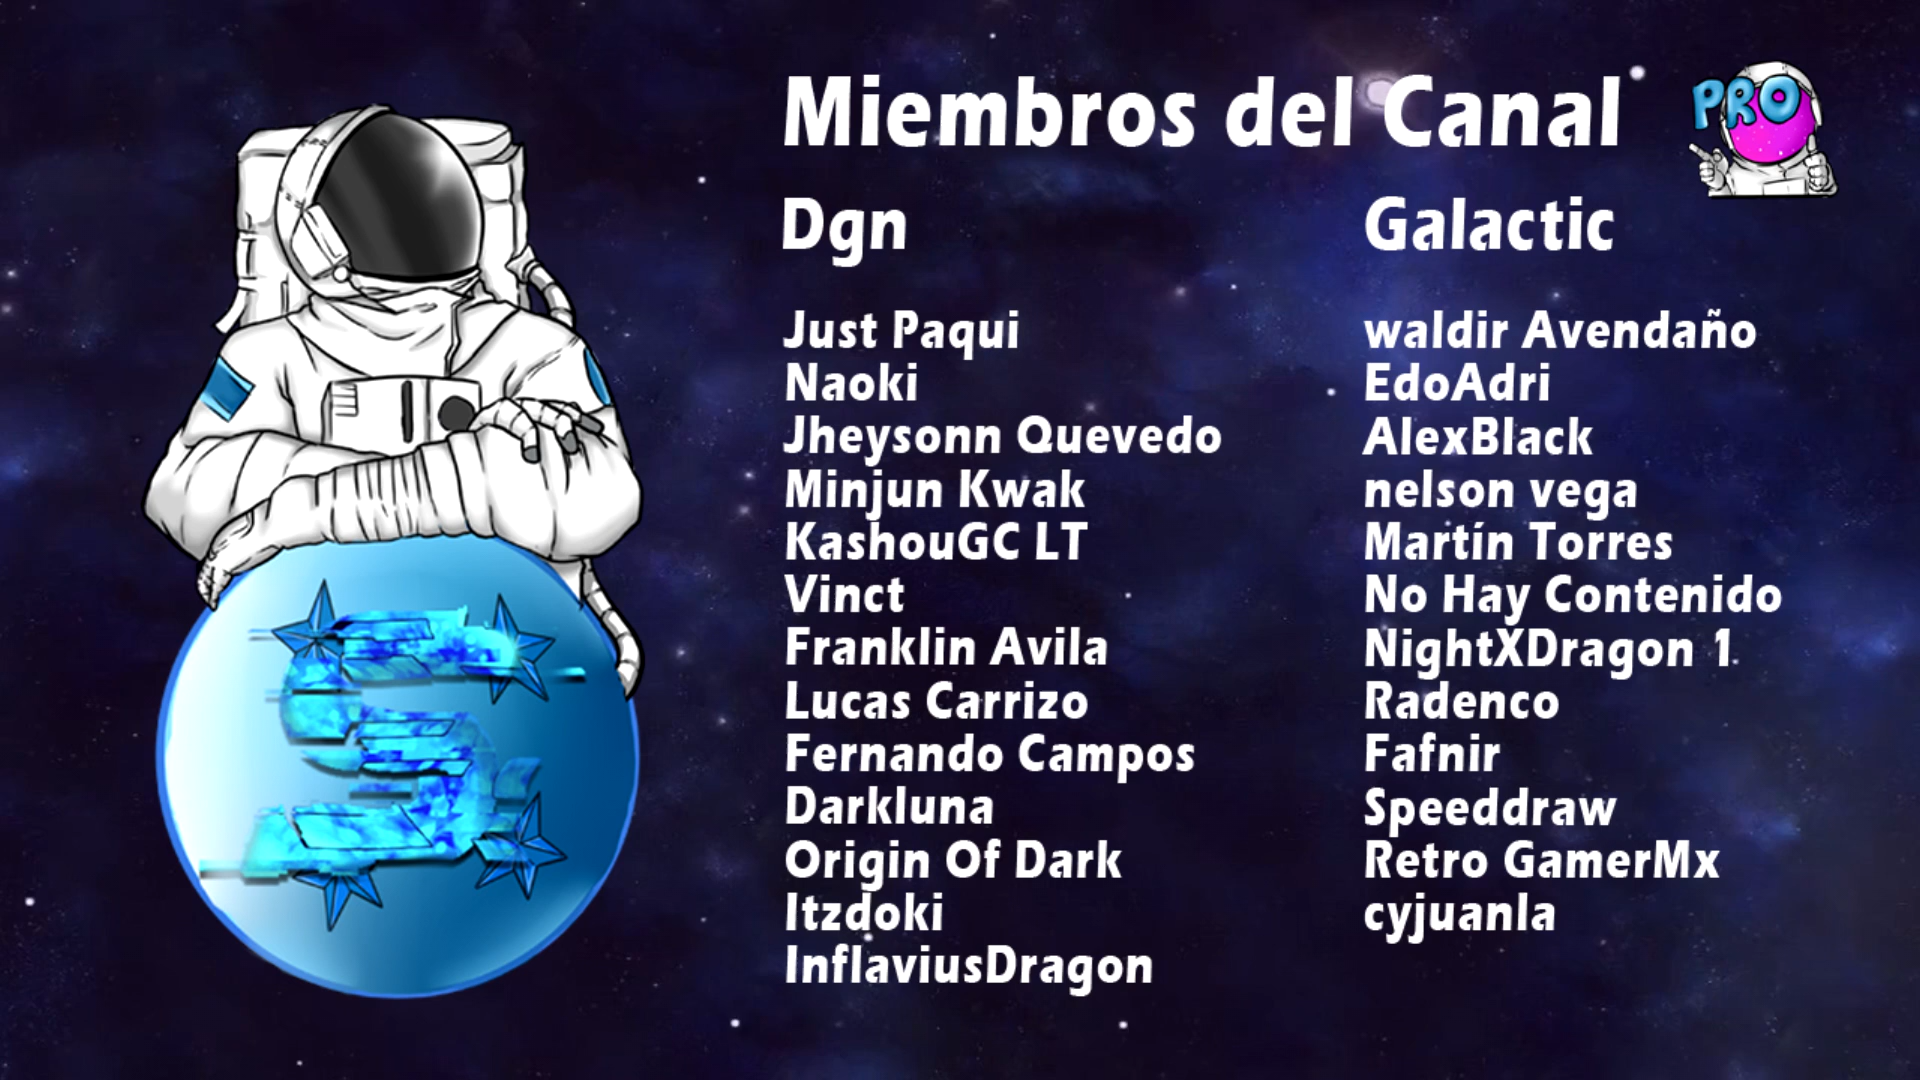 Miembros del Canal
PRO
Dgn
Just Paqui
Naoki
Jheysonn Quevedo
Minjun Kwak
KashouGC LT
Vinct
Franklin Avila
Lucas Carrizo
Fernando Campos
Darkluna
Origin Of Dark
Itzdoki
InflaviusDragon
Galactic
waldir Avendaño
EdoAdri
AlexBlack
nelson vega
Martín Torres
No Hay Contenido
NightXDragon 1
Radenco
Fafnir
Speeddraw
Retro GamerMx
cyjuanla
S